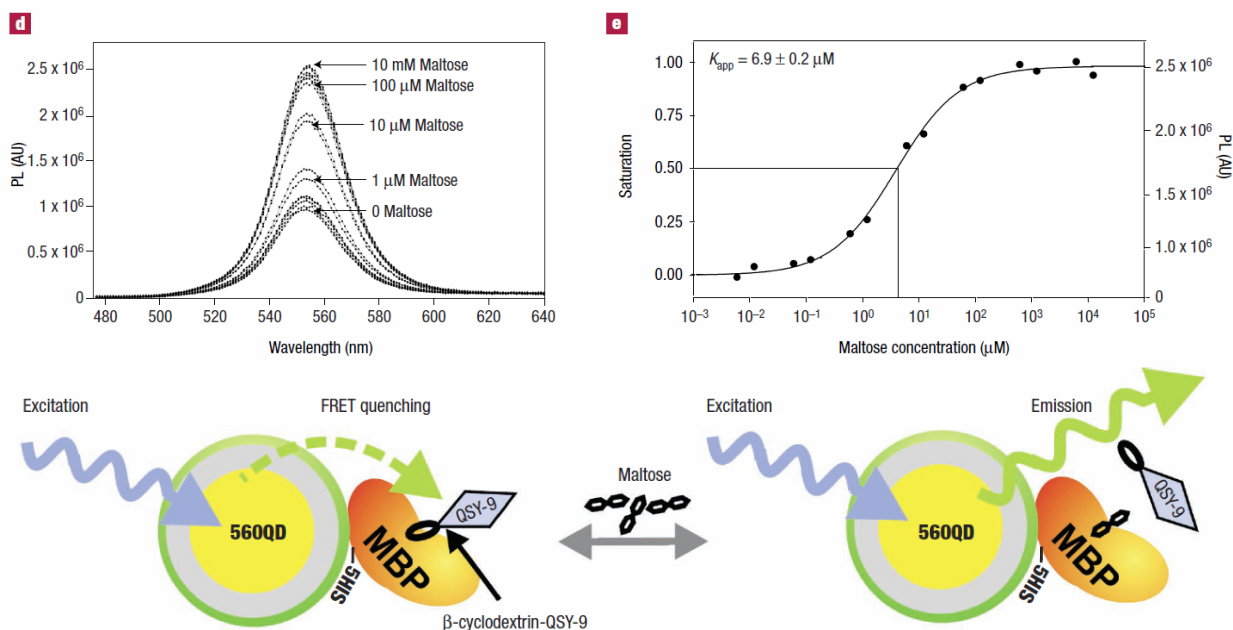 d
2.5 x 10⁶
2 x 10⁶
1.5 x 10⁶
1 x 10⁶
0.5 x 10⁶
0
PL (AU)
10 mM Maltose
100 µM Maltose
10 µM Maltose
1 µM Maltose
0 Maltose
480 500 520 540 560 580 600 620 640
Wavelength (nm)
e
Kapp = 6.9 ± 0.2 µM
1.00
0.75
0.50
0.25
0.00
Saturation
2.5 x 10⁶
2.0 x 10⁶
1.5 x 10⁶
1.0 x 10⁶
0
PL (AU)
10⁻³ 10⁻² 10⁻¹ 10⁰ 10¹ 10² 10³ 10⁴ 10⁵
Maltose concentration (µM)
Excitation
FRET quenching
560QD
MBP
5HIS
QSY-9
β-cyclodextrin-QSY-9
Maltose
Excitation
Emission
560QD
MBP
5HIS
QSY-9